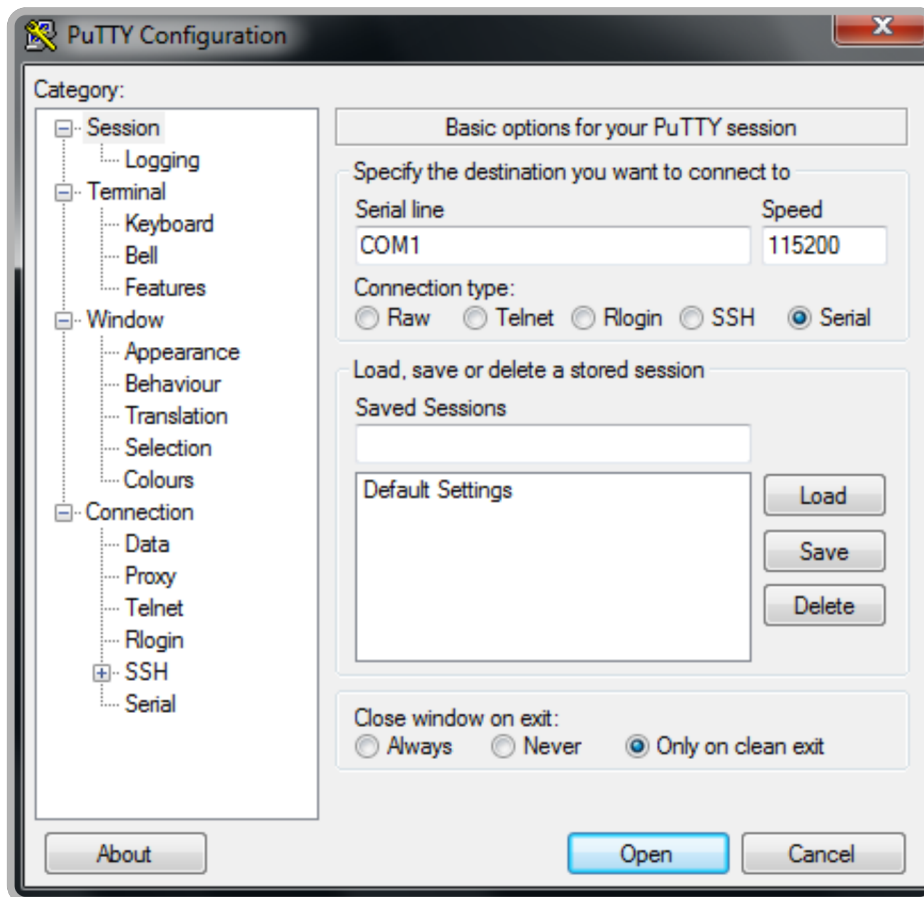 PuTTY Configuration
Category:
Session
Logging
Terminal
Keyboard
Bell
Features
Window
Appearance
Behaviour
Translation
Selection
Colours
Connection
Data
Proxy
Telnet
Rlogin
SSH
Serial
Basic options for your PuTTY session
Specify the destination you want to connect to
Serial line Speed
COM1 115200
Connection type:
Raw Telnet Rlogin SSH Serial
Load, save or delete a stored session
Saved Sessions
Default Settings
Load
Save
Delete
Close window on exit:
Always Never Only on clean exit
About Open Cancel